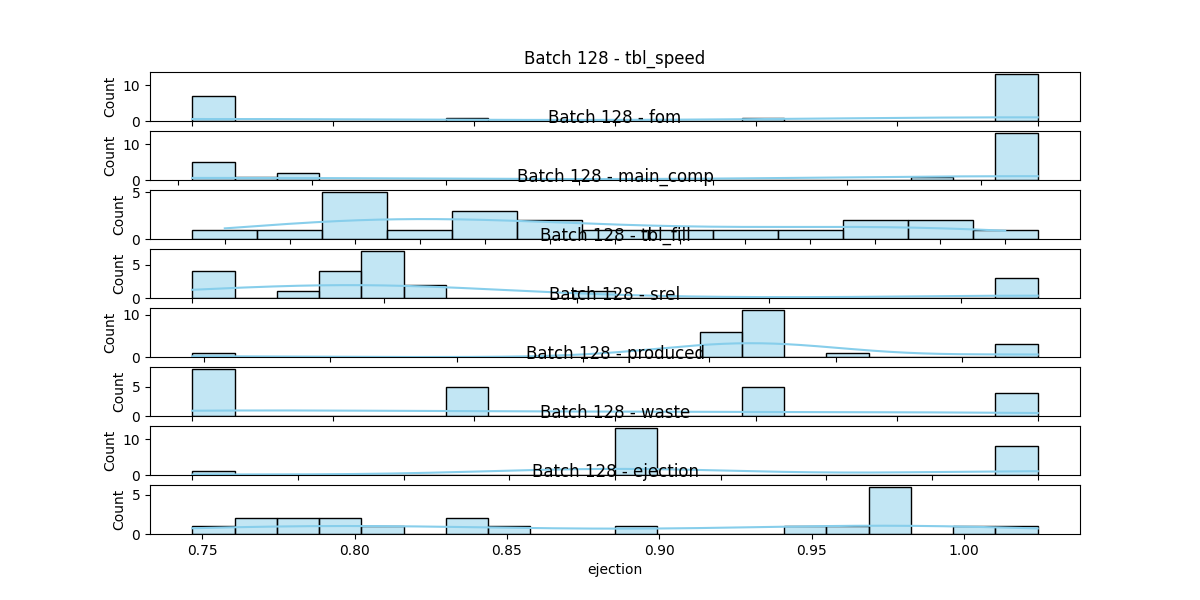 Batch 128 - tbl_speed
10
0
Count
Batch 128 - fom
10
0
Count
Batch 128 - main_comp
5
0
Count
Batch 128 - tbl_fill
5
0
Count
Batch 128 - srel
10
0
Count
Batch 128 - produced
5
0
Count
Batch 128 - waste
10
0
Count
Batch 128 - ejection
5
0
Count
0.75 0.80 0.85 0.90 0.95 1.00
ejection